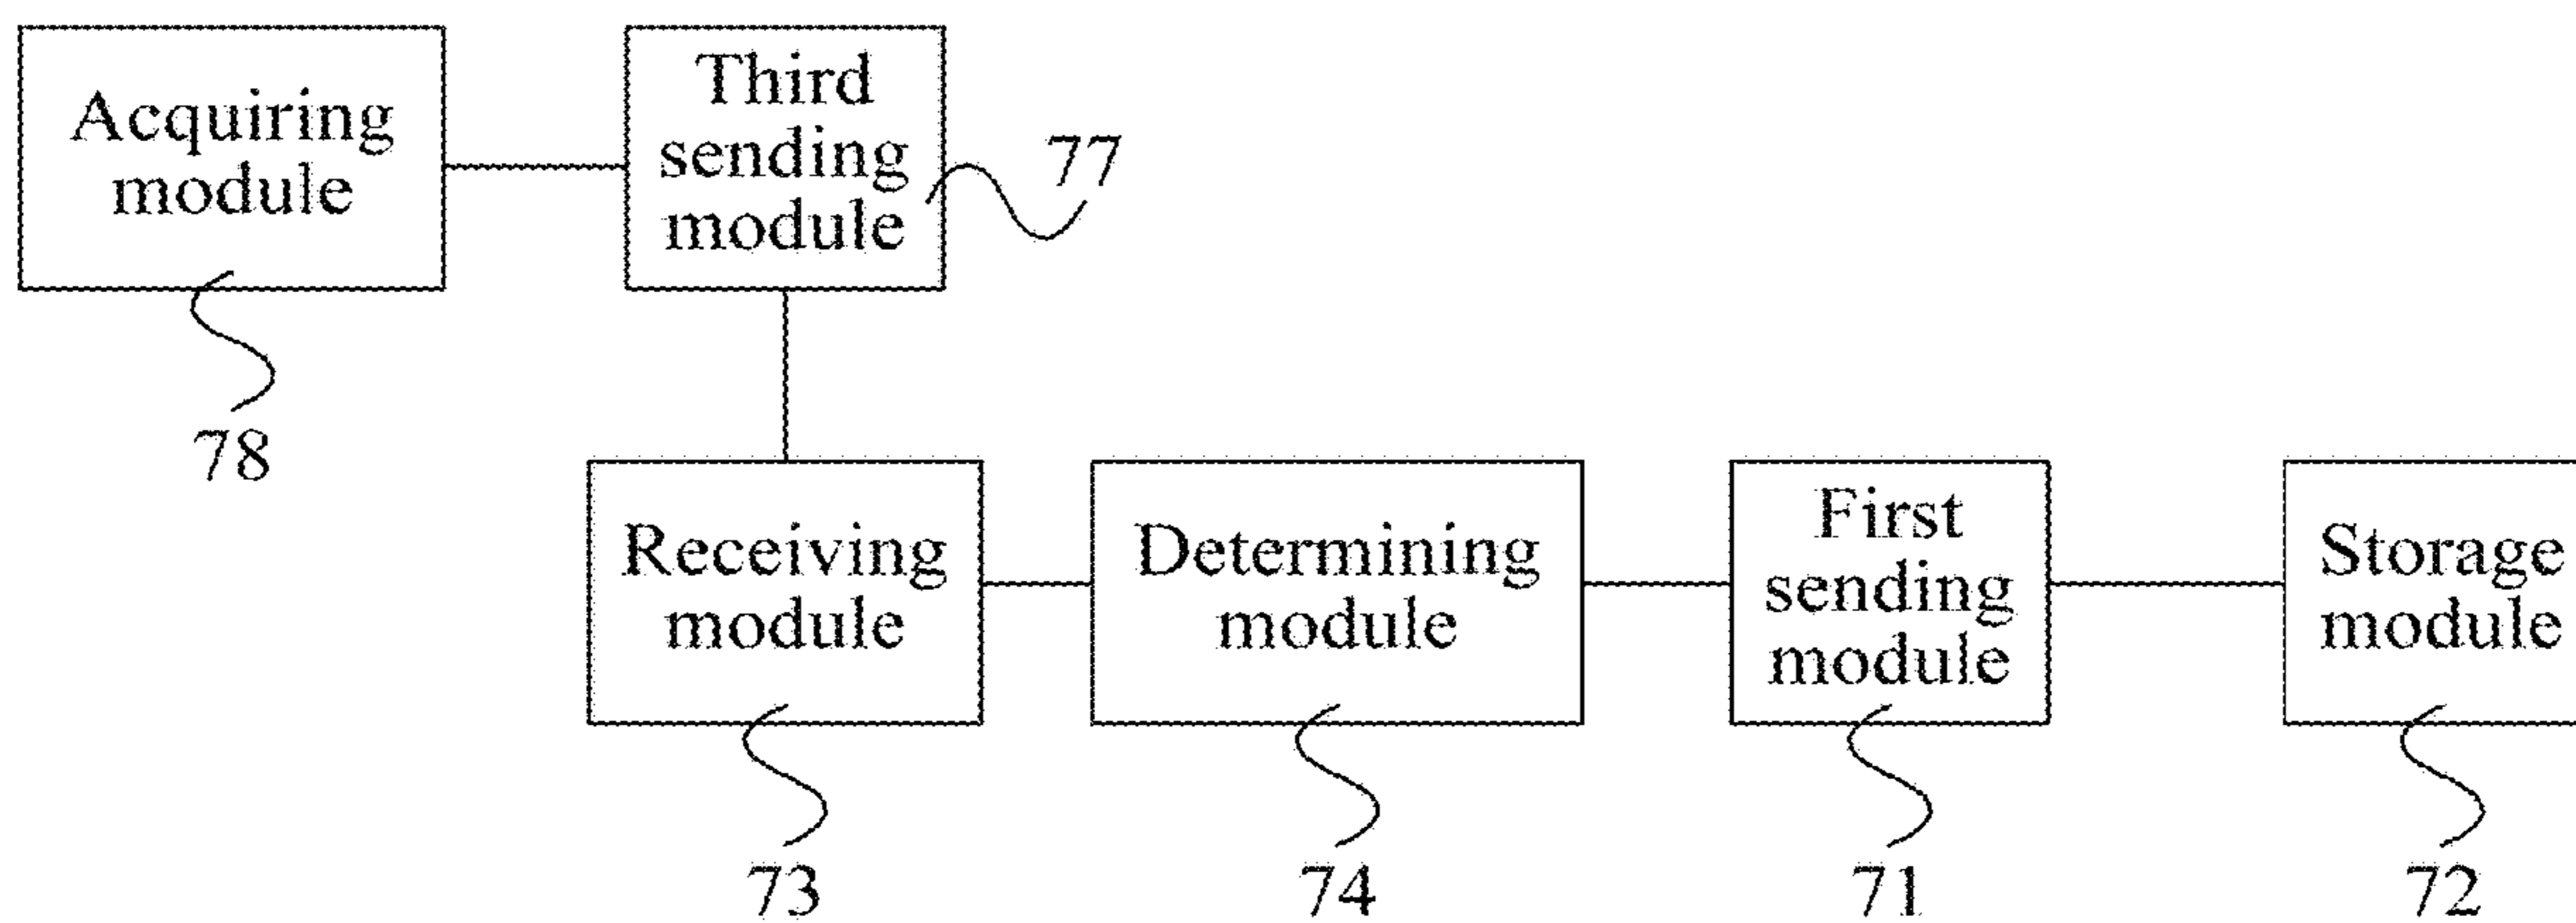 Acquiring
module
78
Third
sending
module
77
Receiving
module
73
Determining
module
74
First
sending
module
71
Storage
module
72